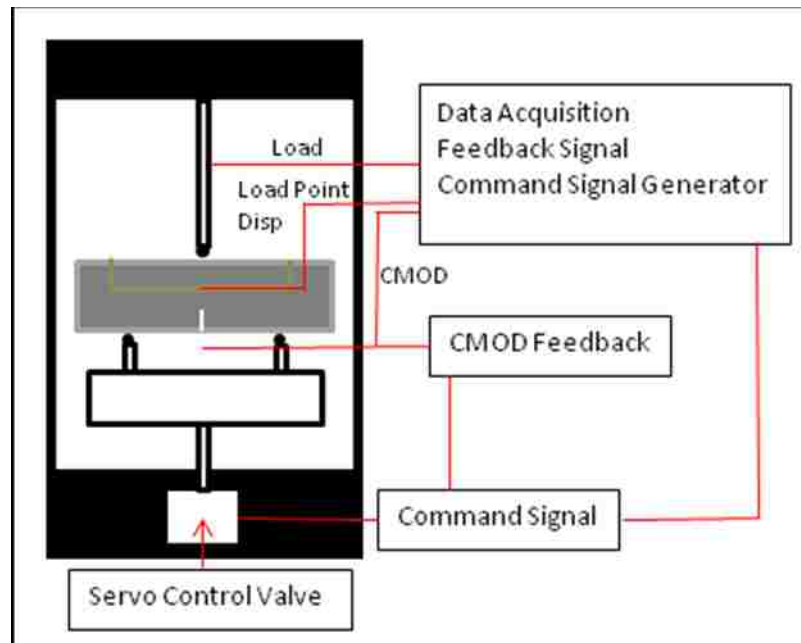 Load
Load Point
Disp
Data Acquisition
Feedback Signal
Command Signal Generator
CMOD
CMOD Feedback
Command Signal
Servo Control Valve